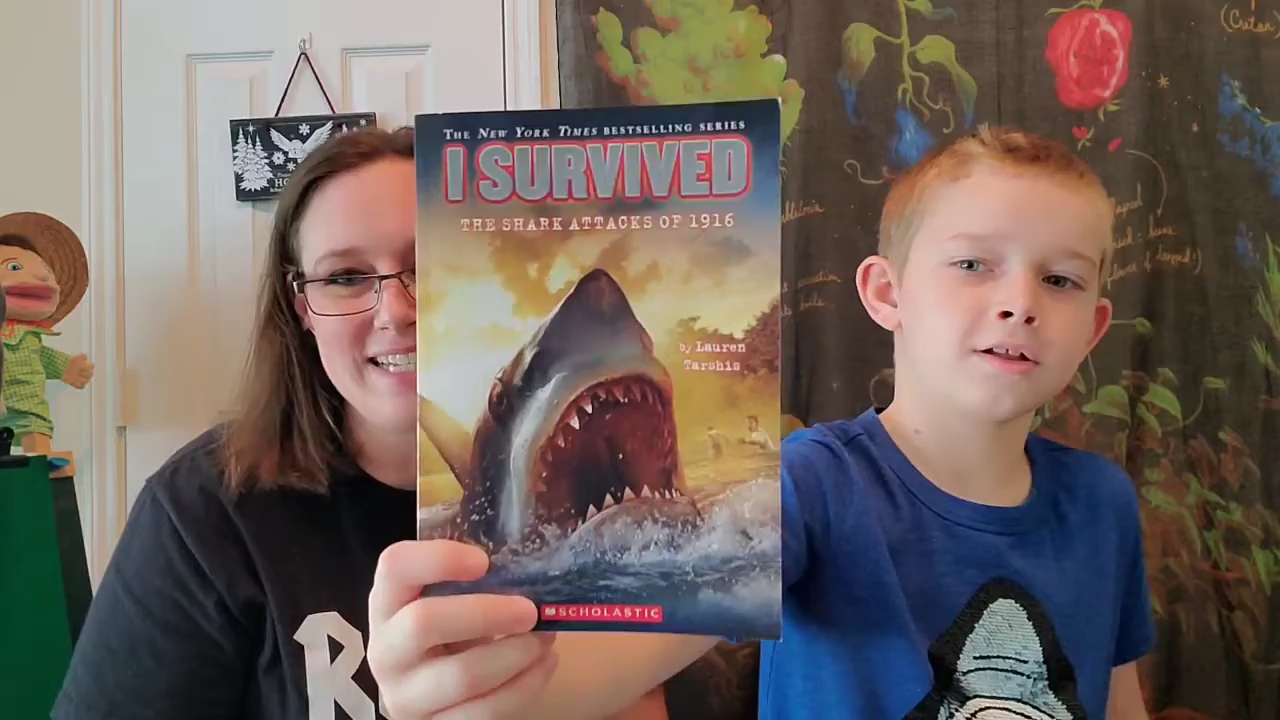 THE NEW YORK TIMES BESTSELLING SERIES
I SURVIVED
THE SHARK ATTACKS OF 1916
by Lauren
Tarshis
SCHOLASTIC